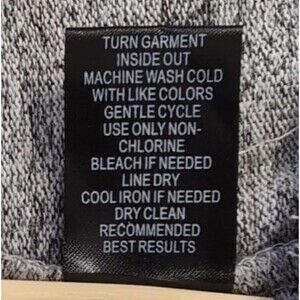 TURN GARMENT
INSIDE OUT
MACHINE WASH COLD
WITH LIKE COLORS
GENTLE CYCLE
USE ONLY NON-
CHLORINE
BLEACH IF NEEDED
LINE DRY
COOL IRON IF NEEDED
DRY CLEAN
RECOMMENDED
BEST RESULTS